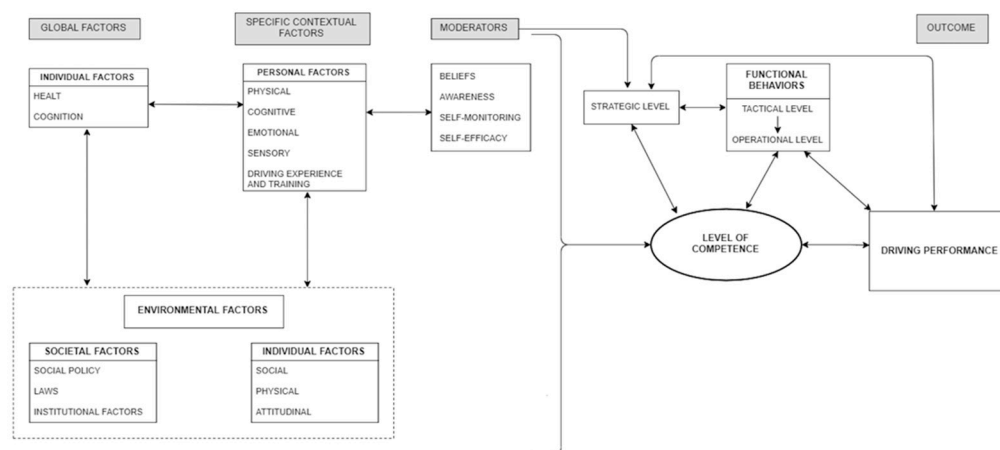 GLOBAL FACTORS
SPECIFIC CONTEXTUAL
FACTORS
MODERATORS
OUTCOME
INDIVIDUAL FACTORS
HEALT
COGNITION
PERSONAL FACTORS
PHYSICAL
COGNITIVE
EMOTIONAL
SENSORY
DRIVING EXPERIENCE
AND TRAINING
BELIEFS
AWARENESS
SELF-MONITORING
SELF-EFFICACY
STRATEGIC LEVEL
FUNCTIONAL
BEHAVIORS
TACTICAL LEVEL
OPERATIONAL LEVEL
LEVEL OF
COMPETENCE
DRIVING PERFORMANCE
ENVIRONMENTAL FACTORS
SOCIETAL FACTORS
SOCIAL POLICY
LAWS
INSTITUTIONAL FACTORS
INDIVIDUAL FACTORS
SOCIAL
PHYSICAL
ATTITUDINAL